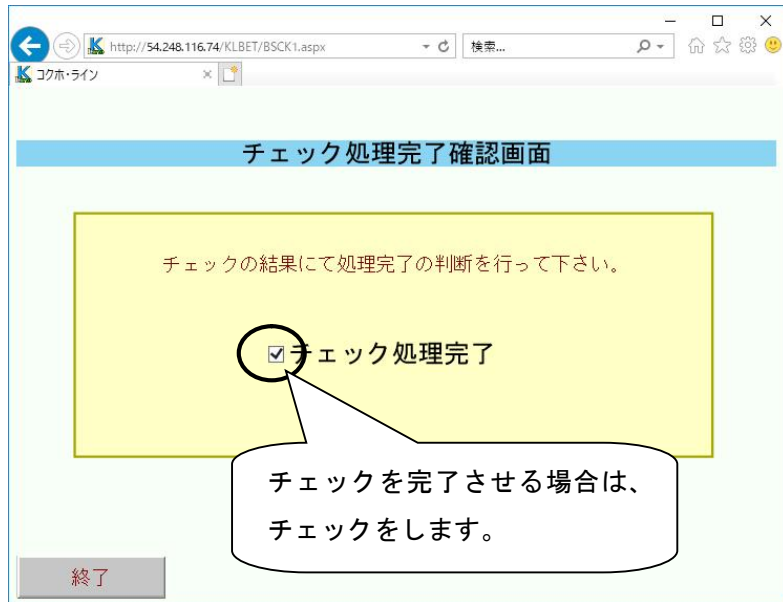 http://54.248.116.74/KLBET/BSCK1.aspx
検索...
コクホ・ライン
チェック処理完了確認画面
チェックの結果にて処理完了の判断を行って下さい。
チェック処理完了
チェックを完了させる場合は、
チェックをします。
終了